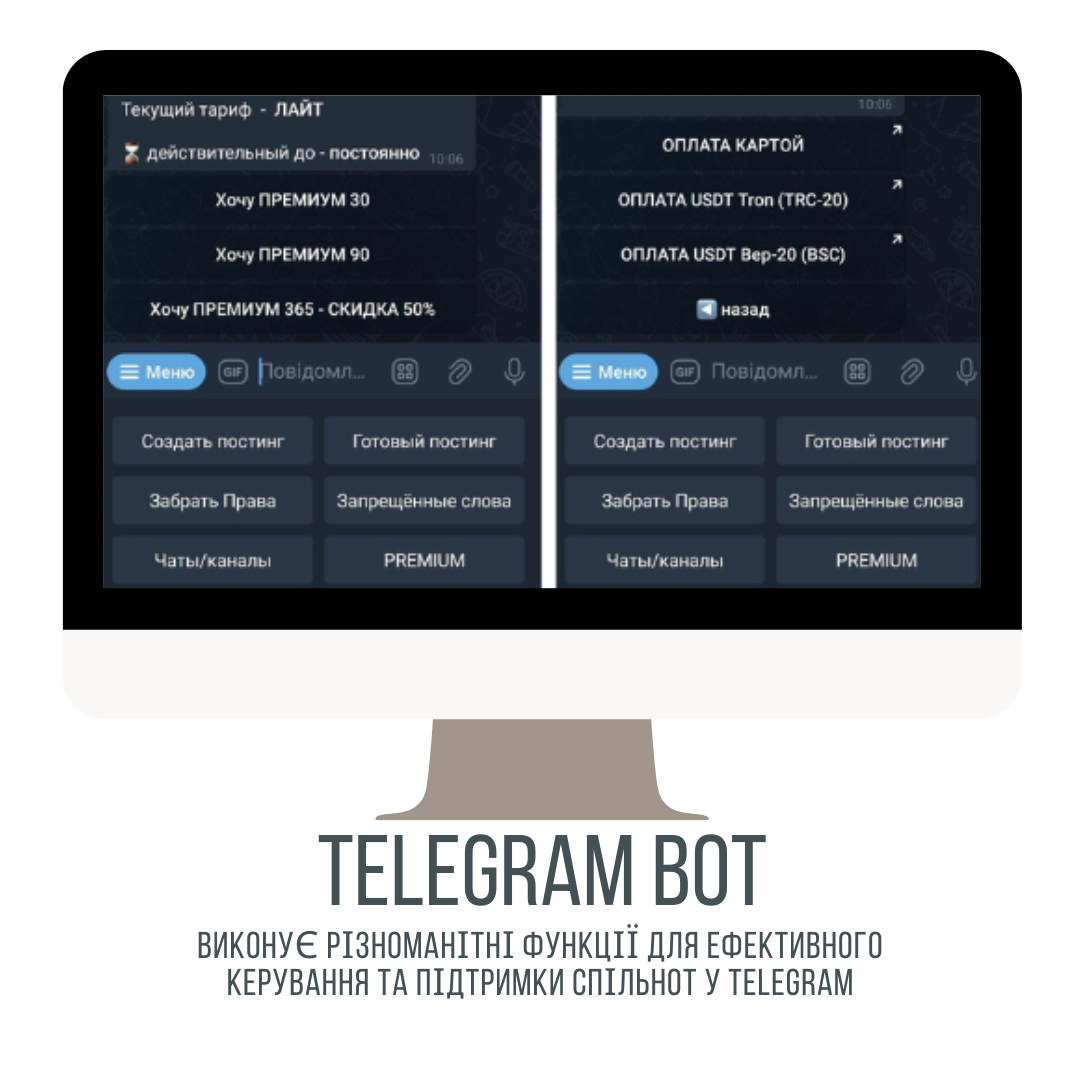 Текущий тариф - ЛАЙТ
⏳ действительный до - постоянно 10:06
Хочу ПРЕМИУМ 30
Хочу ПРЕМИУМ 90
Хочу ПРЕМИУМ 365 - СКИДКА 50%
Меню GIF Повідомл...
Создать постинг Готовый постинг
Забрать Права Запрещённые слова
Чаты/каналы PREMIUM
10:06
ОПЛАТА КАРТОЙ
ОПЛАТА USDT Tron (TRC-20)
ОПЛАТА USDT Bep-20 (BSC)
◀️ назад
Меню GIF Повідомл...
Создать постинг Готовый постинг
Забрать Права Запрещённые слова
Чаты/каналы PREMIUM
TELEGRAM BOT
ВИКОНУЄ РІЗНОМАНІТНІ ФУНКЦІЇ ДЛЯ ЕФЕКТИВНОГО
КЕРУВАННЯ ТА ПІДТРИМКИ СПІЛЬНОТ У TELEGRAM